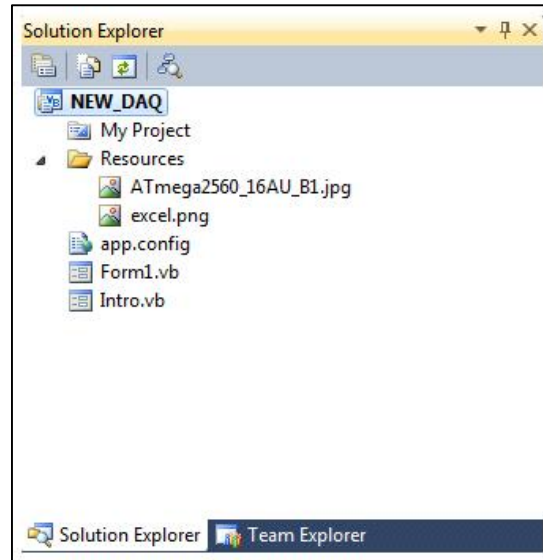 Solution Explorer
VB NEW_DAQ
My Project
Resources
ATmega2560_16AU_B1.jpg
excel.png
app.config
Form1.vb
Intro.vb
Solution Explorer Team Explorer